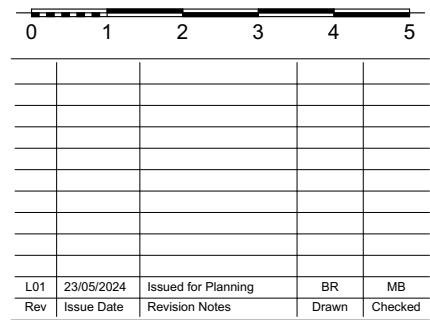 0 1 2 3 4 5
L01 23/05/2024 Issued for Planning BR MB
Rev Issue Date Revision Notes Drawn Checked